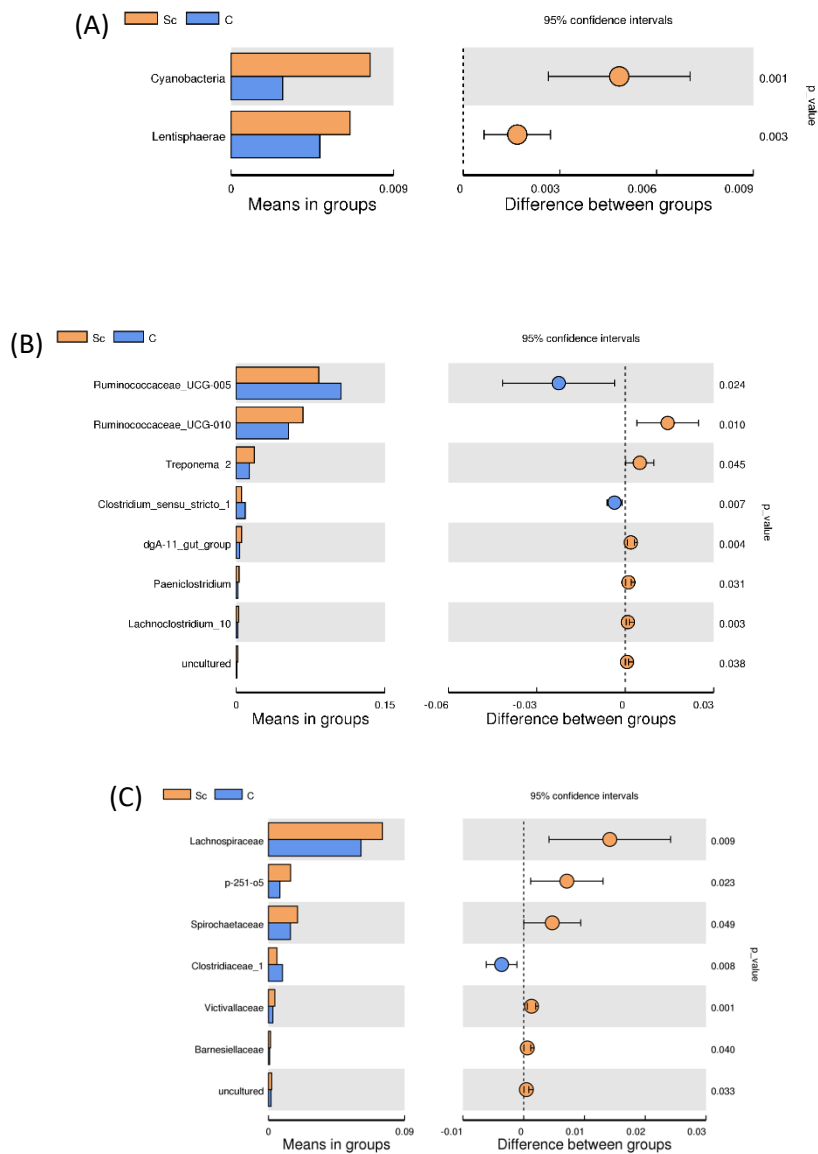 (A)
Sc C
95% confidence intervals
Cyanobacteria
0.001
Lentisphaerae
0.003
p_value
0 0.009
Means in groups
0 0.003 0.006 0.009
Difference between groups
(B)
Sc C
95% confidence intervals
Ruminococcaceae_UCG-005
0.024
Ruminococcaceae_UCG-010
0.010
Treponema_2
0.045
Clostridium_sensu_stricto_1
0.007
dgA-11_gut_group
0.004
Paeniclostridium
0.031
Lachnoclostridium_10
0.003
uncultured
0.038
p_value
0 0.15
Means in groups
-0.06 -0.03 0 0.03
Difference between groups
(C)
Sc C
95% confidence intervals
Lachnospiraceae
0.009
p-251-o5
0.023
Spirochaetaceae
0.049
Clostridiaceae_1
0.008
Victivallaceae
0.001
Barnesiellaceae
0.040
uncultured
0.033
p_value
0 0.09
Means in groups
-0.01 0 0.01 0.02 0.03
Difference between groups